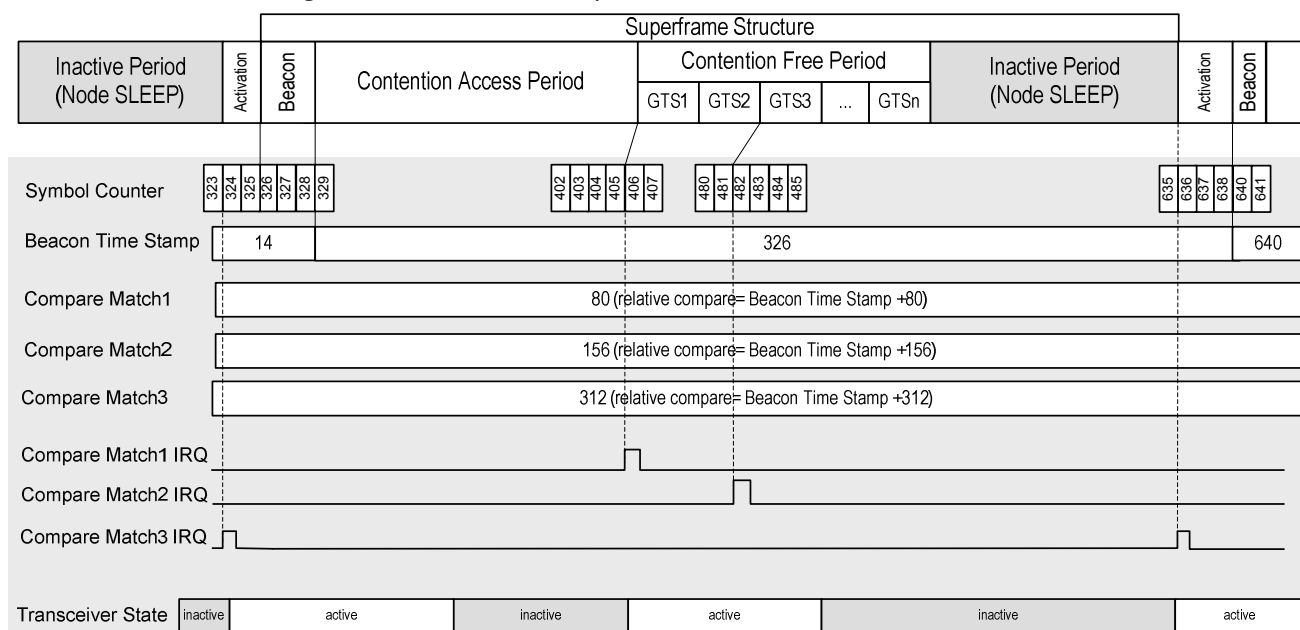 Superframe Structure
Inactive Period
(Node SLEEP)
Activation
Beacon
Contention Access Period
Contention Free Period
GTS1 GTS2 GTS3 ... GTSn
Inactive Period
(Node SLEEP)
Activation
Beacon
Symbol Counter 323 324 325 326 327 328 329 402 403 404 405 406 407 480 481 482 483 484 485 635 636 637 638 640 641
Beacon Time Stamp 14 326 640
Compare Match1 80 (relative compare= Beacon Time Stamp +80)
Compare Match2 156 (relative compare= Beacon Time Stamp +156)
Compare Match3 312 (relative compare= Beacon Time Stamp +312)
Compare Match1 IRQ
Compare Match2 IRQ
Compare Match3 IRQ
Transceiver State inactive active inactive active inactive active